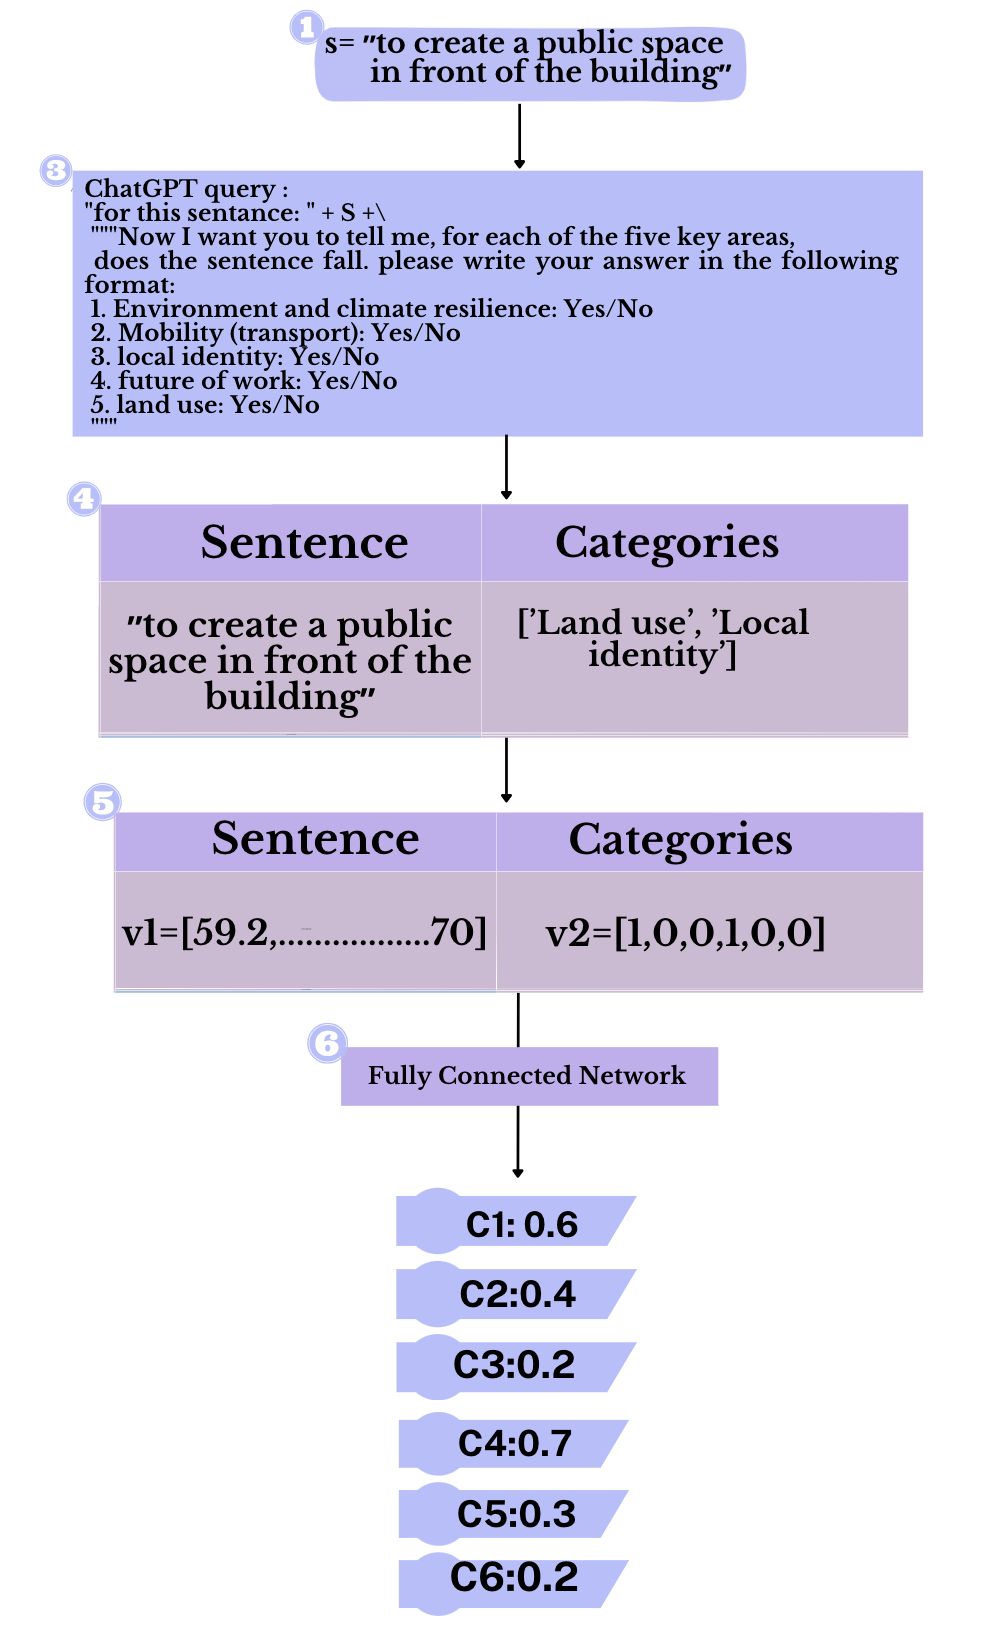 1
s= "to create a public space
in front of the building"
3
ChatGPT query :
"for this sentance: " + S +\
"""Now I want you to tell me, for each of the five key areas,
does the sentence fall. please write your answer in the following
format:
1. Environment and climate resilience: Yes/No
2. Mobility (transport): Yes/No
3. local identity: Yes/No
4. future of work: Yes/No
5. land use: Yes/No
"""
4
Sentence Categories
"to create a public
space in front of the
building"
['Land use', 'Local
identity']
5
Sentence Categories
v1=[59.2,.................70] v2=[1,0,0,1,0,0]
6
Fully Connected Network
C1: 0.6
C2:0.4
C3:0.2
C4:0.7
C5:0.3
C6:0.2